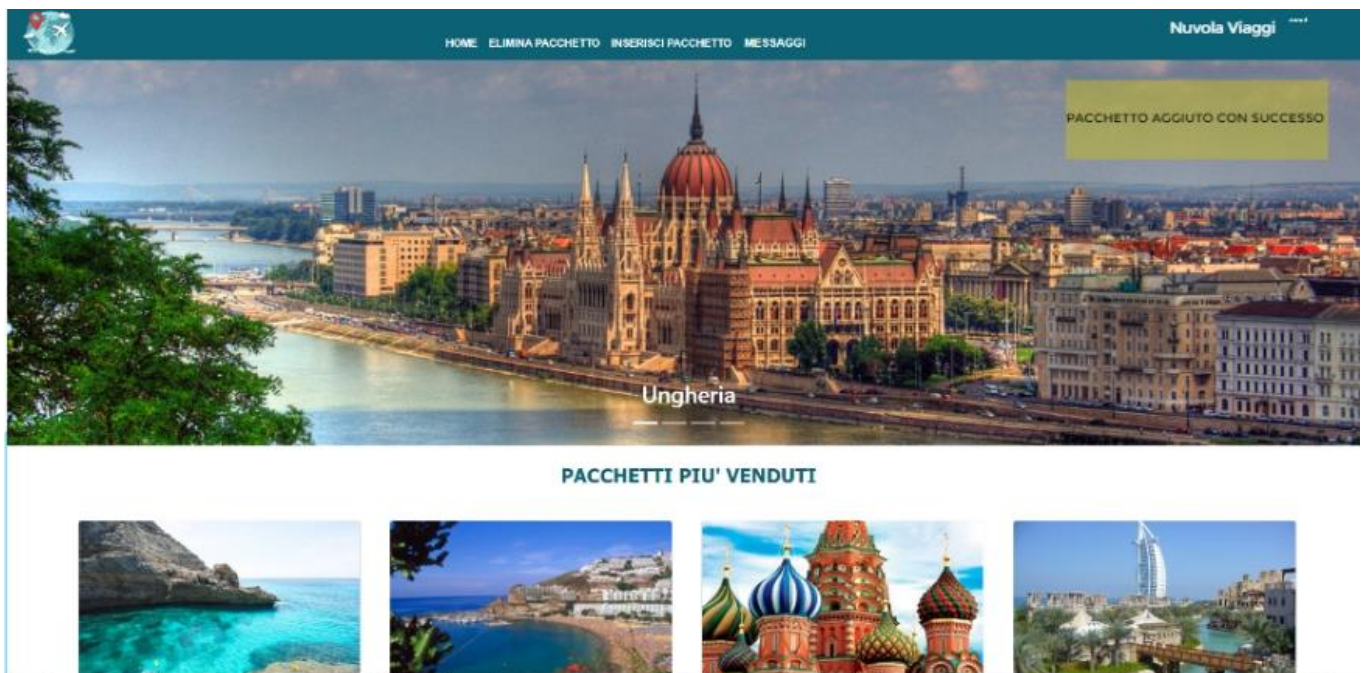 Nuvola Viaggi
HOME ELIMINA PACCHETTO INSERISCI PACCHETTO MESSAGGI
PACCHETTO AGGIUTO CON SUCCESSO
Ungheria
PACCHETTI PIU' VENDUTI